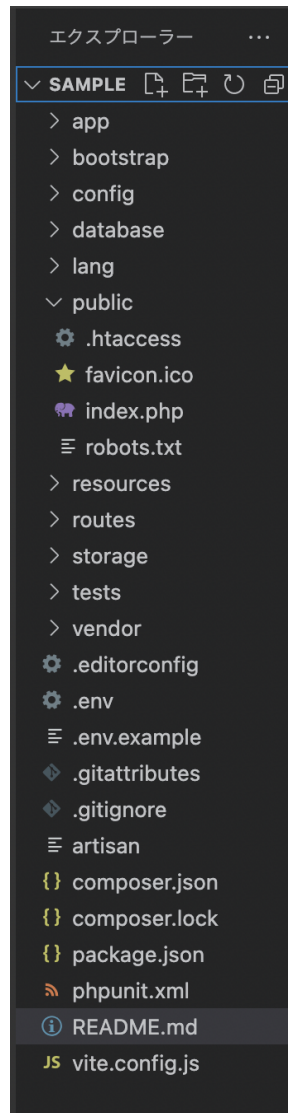 エクスプローラー ...
SAMPLE
app
bootstrap
config
database
lang
public
.htaccess
favicon.ico
index.php
robots.txt
resources
routes
storage
tests
vendor
.editorconfig
.env
.env.example
.gitattributes
.gitignore
artisan
{} composer.json
{} composer.lock
{} package.json
phpunit.xml
README.md
JS vite.config.js